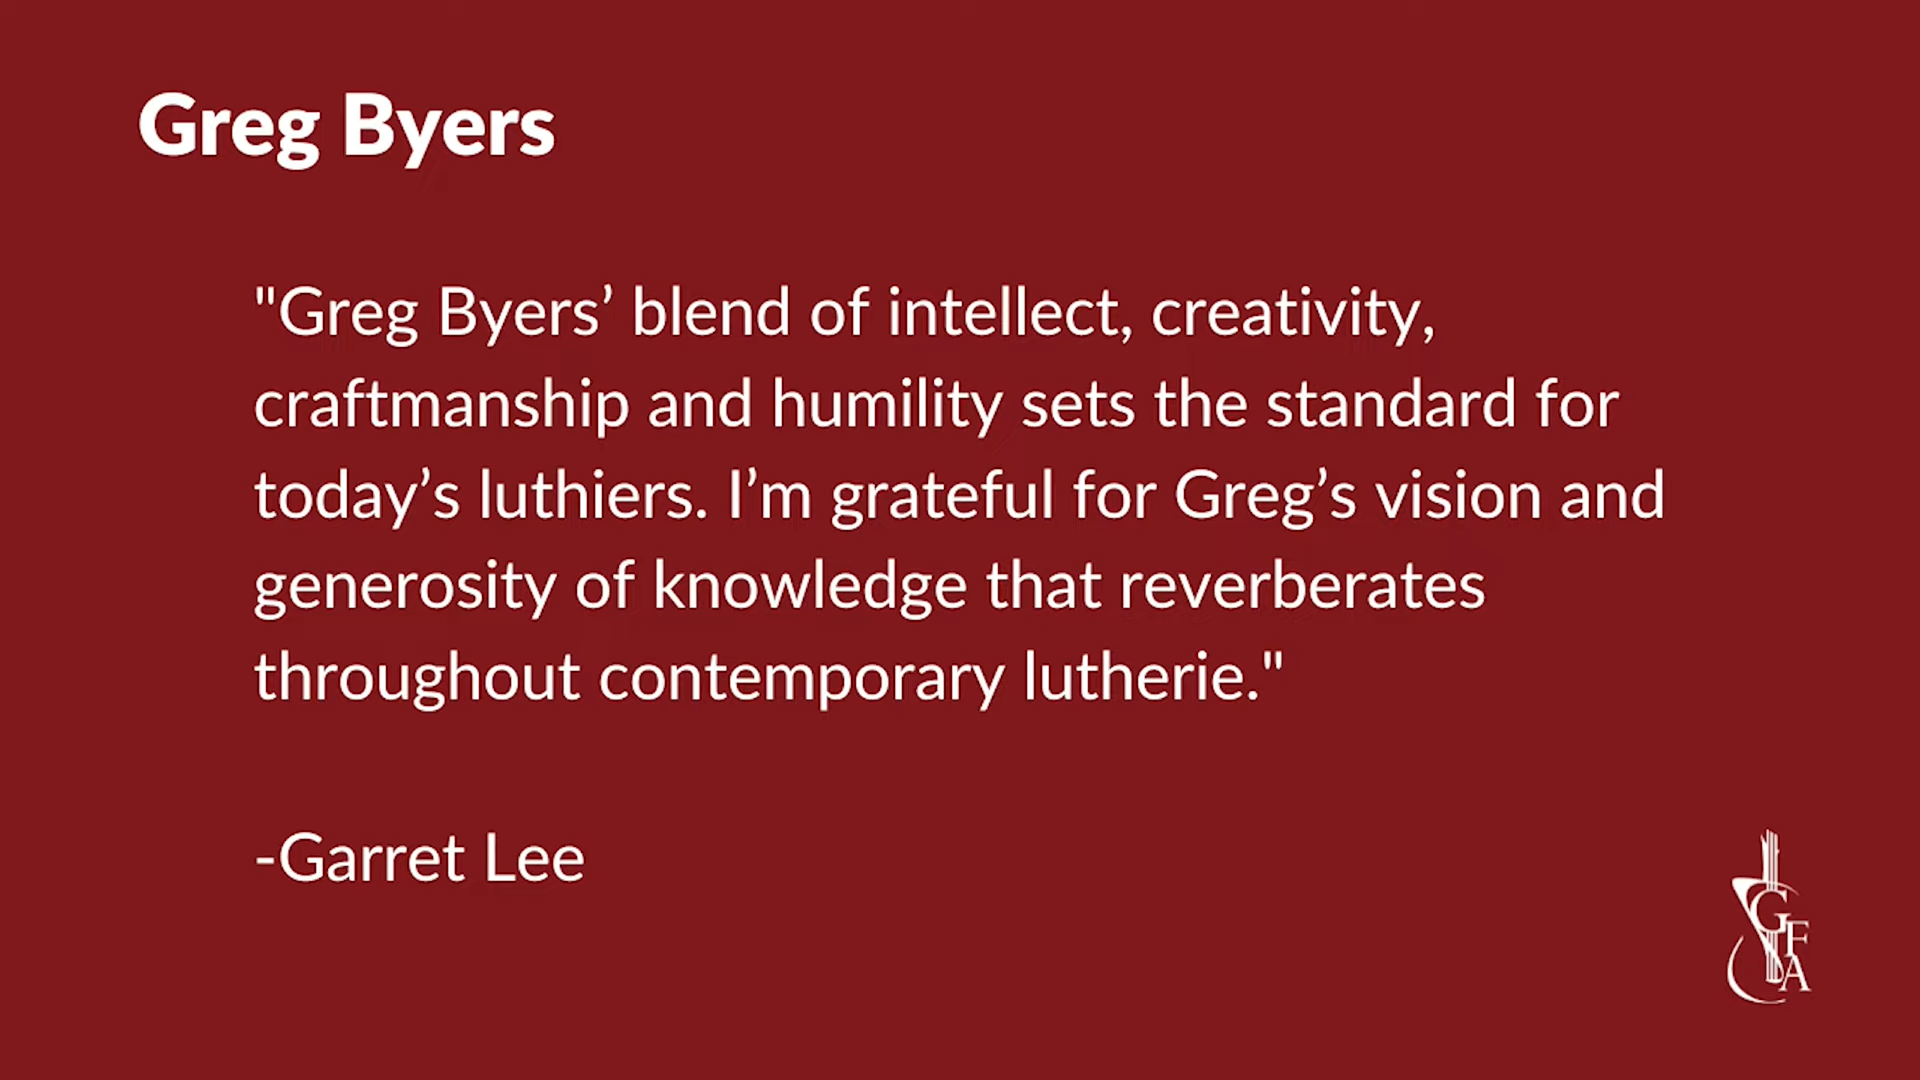 Greg Byers
"Greg Byers’ blend of intellect, creativity,
craftmanship and humility sets the standard for
today’s luthiers. I’m grateful for Greg’s vision and
generosity of knowledge that reverberates
throughout contemporary lutherie."
-Garret Lee
G
F
A